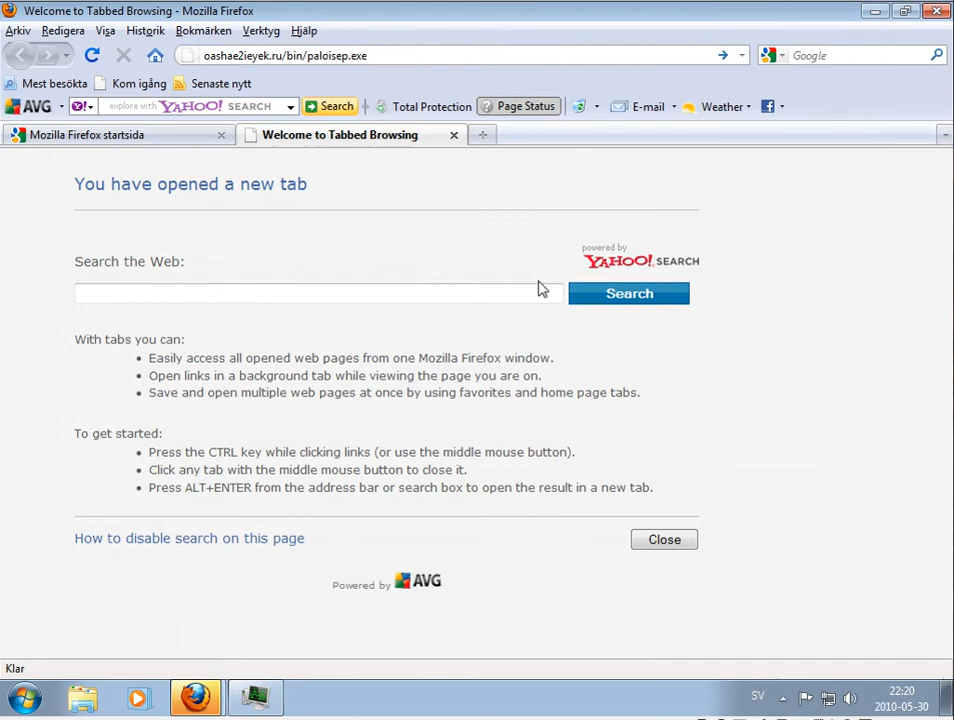 Welcome to Tabbed Browsing - Mozilla Firefox
Arkiv Redigera Visa Historik Bokmärken Verktyg Hjälp
oashae2ieyek.ru/bin/paloisep.exe
Google
Mest besökta Kom igång Senaste nytt
AVG Y! explore with YAHOO! SEARCH Search Total Protection Page Status E-mail Weather
Mozilla Firefox startsida Welcome to Tabbed Browsing
You have opened a new tab
powered by
Search the Web: YAHOO! SEARCH
Search
With tabs you can:
• Easily access all opened web pages from one Mozilla Firefox window.
• Open links in a background tab while viewing the page you are on.
• Save and open multiple web pages at once by using favorites and home page tabs.
To get started:
• Press the CTRL key while clicking links (or use the middle mouse button).
• Click any tab with the middle mouse button to close it.
• Press ALT+ENTER from the address bar or search box to open the result in a new tab.
How to disable search on this page Close
Powered by AVG
Klar
SV 22:20
2010-05-30